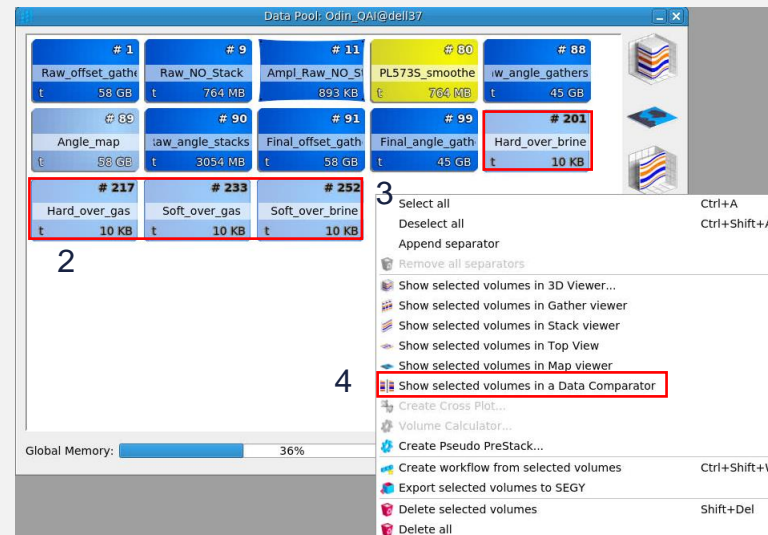 Data Pool: Odin_QAI@dell37
# 1 # 9 # 11 # 80 # 88
Raw_offset_gathe Raw_NO_Stack Ampl_Raw_NO_S PL573S_smoothe w_angle_gathers
t 58 GB t 764 MB 893 KB t 764 MB t 45 GB
# 89 # 90 # 91 # 99 # 201
Angle_map aw_angle_stacks Final_offset_gath Final_angle_gath Hard_over_brine
t 58 GB t 3054 MB t 58 GB t 45 GB t 10 KB
# 217 # 233 # 252
Hard_over_gas Soft_over_gas Soft_over_brine
t 10 KB t 10 KB t 10 KB
2
3
Select all Ctrl+A
Deselect all Ctrl+Shift+A
Append separator
Remove all separators
Show selected volumes in 3D Viewer...
Show selected volumes in Gather viewer
Show selected volumes in Stack viewer
Show selected volumes in Top View
Show selected volumes in Map viewer
4
Show selected volumes in a Data Comparator
Create Cross Plot...
Volume Calculator...
Create Pseudo PreStack...
Create workflow from selected volumes Ctrl+Shift+W
Export selected volumes to SEGY
Delete selected volumes Shift+Del
Delete all
Global Memory: 36%